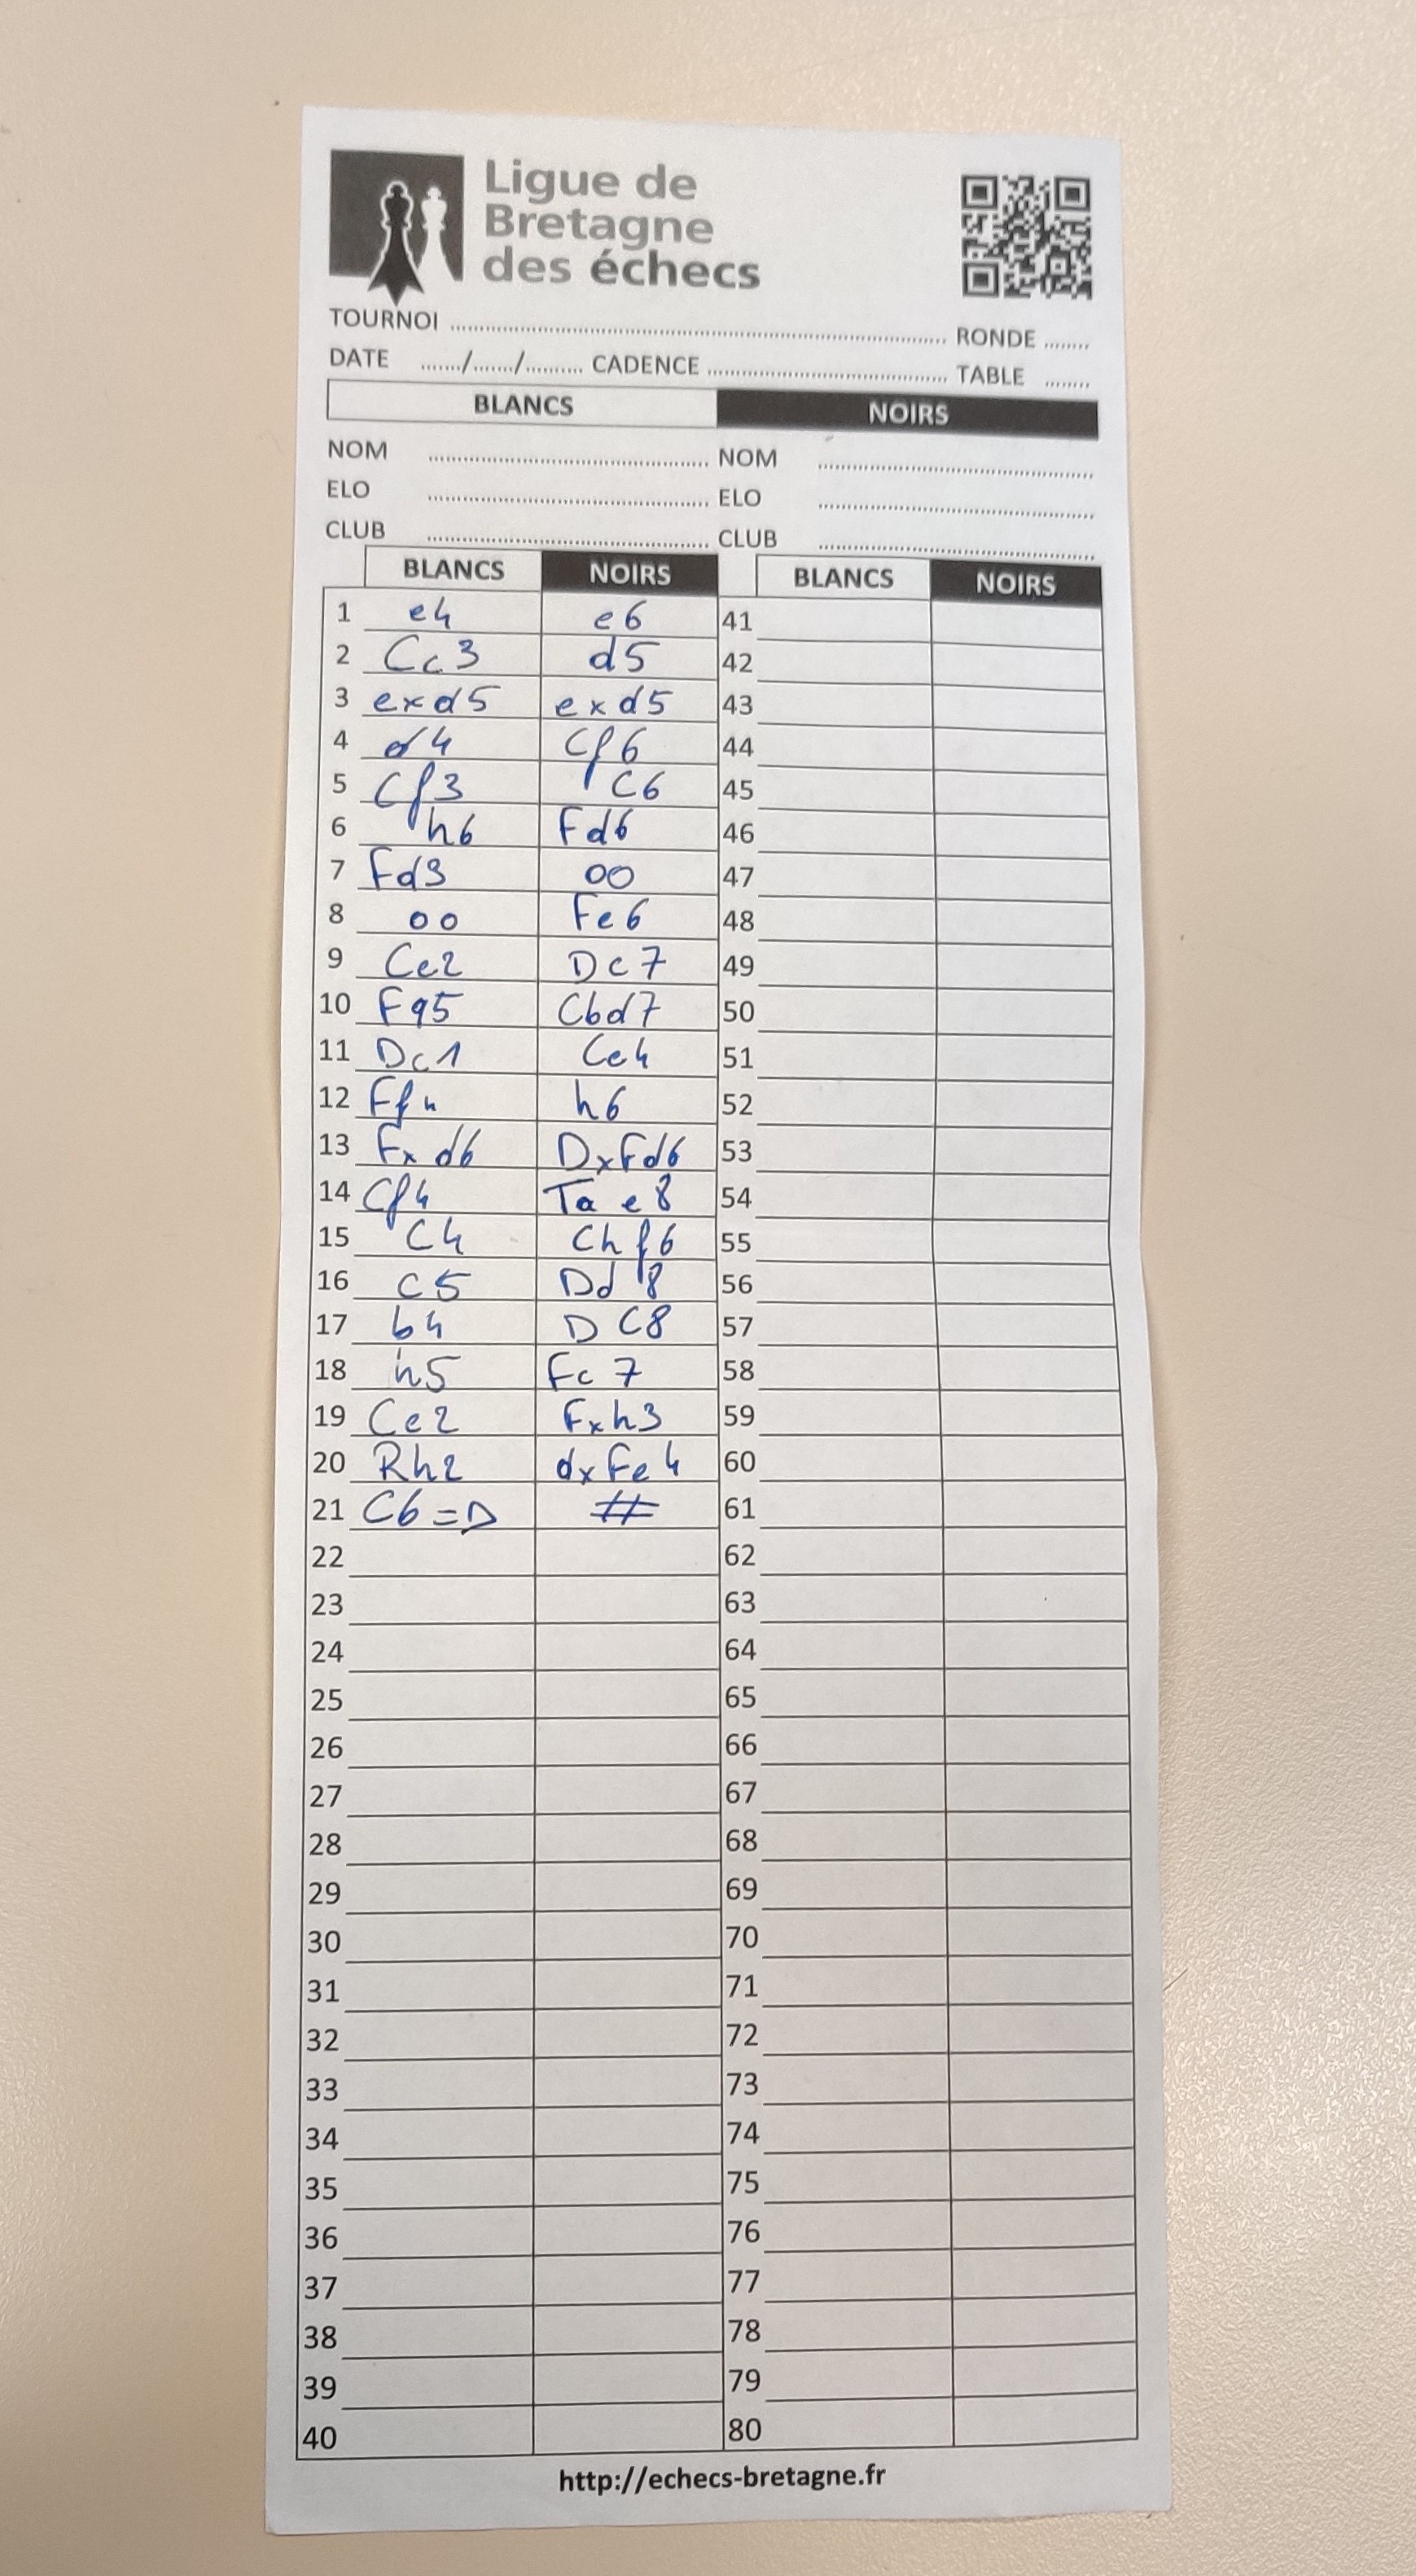 Ligue de
Bretagne
des échecs
TOURNOI ........ RONDE ........
DATE ....../....../.......... CADENCE ........ TABLE ........
BLANCS NOIRS
NOM ........ NOM ........
ELO ........ ELO ........
CLUB ........ CLUB ........
BLANCS NOIRS BLANCS NOIRS
1 e4 e6 41
2 Cc3 d5 42
3 exd5 exd5 43
4 d4 Cf6 44
5 Cf3 C6 45
6 h6 Fd6 46
7 Fd3 oo 47
8 oo Fe6 48
9 Ce2 Dc7 49
10 Fg5 Cbd7 50
11 Dc1 Ce4 51
12 Ff4 h6 52
13 Fxd6 DxFd6 53
14 Cf4 Tae8 54
15 C4 Chf6 55
16 C5 Dd8 56
17 b4 DC8 57
18 h5 Fc7 58
19 Ce2 Fxh3 59
20 Rh2 dxFe4 60
21 C6=D # 61
22 62
23 63
24 64
25 65
26 66
27 67
28 68
29 69
30 70
31 71
32 72
33 73
34 74
35 75
36 76
37 77
38 78
39 79
40 80
http://echecs-bretagne.fr